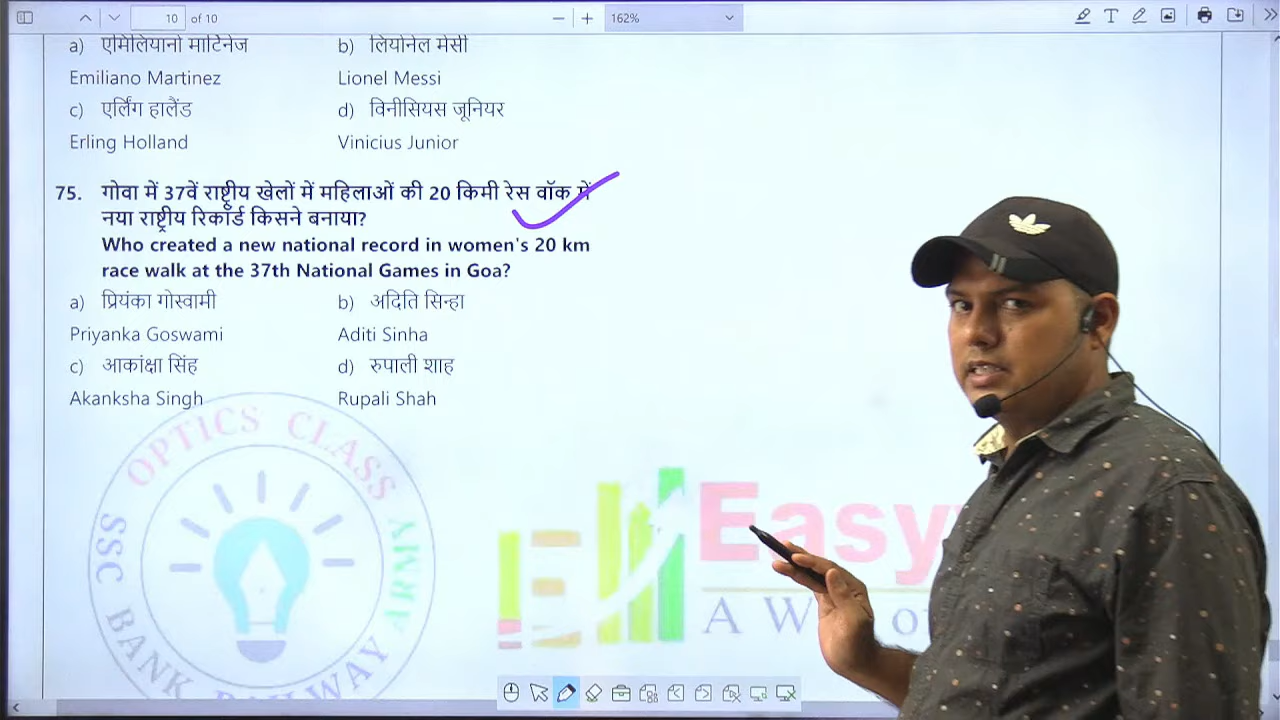 10 of 10
162%
a) एमिलियानो मार्टिनेज b) लियोनेल मेसी
Emiliano Martinez Lionel Messi
c) एर्लिंग हालैंड d) विनीसियस जूनियर
Erling Holland Vinicius Junior
75. गोवा में 37वें राष्ट्रीय खेलों में महिलाओं की 20 किमी रेस वॉक में
नया राष्ट्रीय रिकॉर्ड किसने बनाया?
Who created a new national record in women's 20 km
race walk at the 37th National Games in Goa?
a) प्रियंका गोस्वामी b) अदिति सिन्हा
Priyanka Goswami Aditi Sinha
c) आकांक्षा सिंह d) रुपाली शाह
Akanksha Singh Rupali Shah
OPTICS CLASS
SSC BANK RAILWAY ARMY
Easy
A W